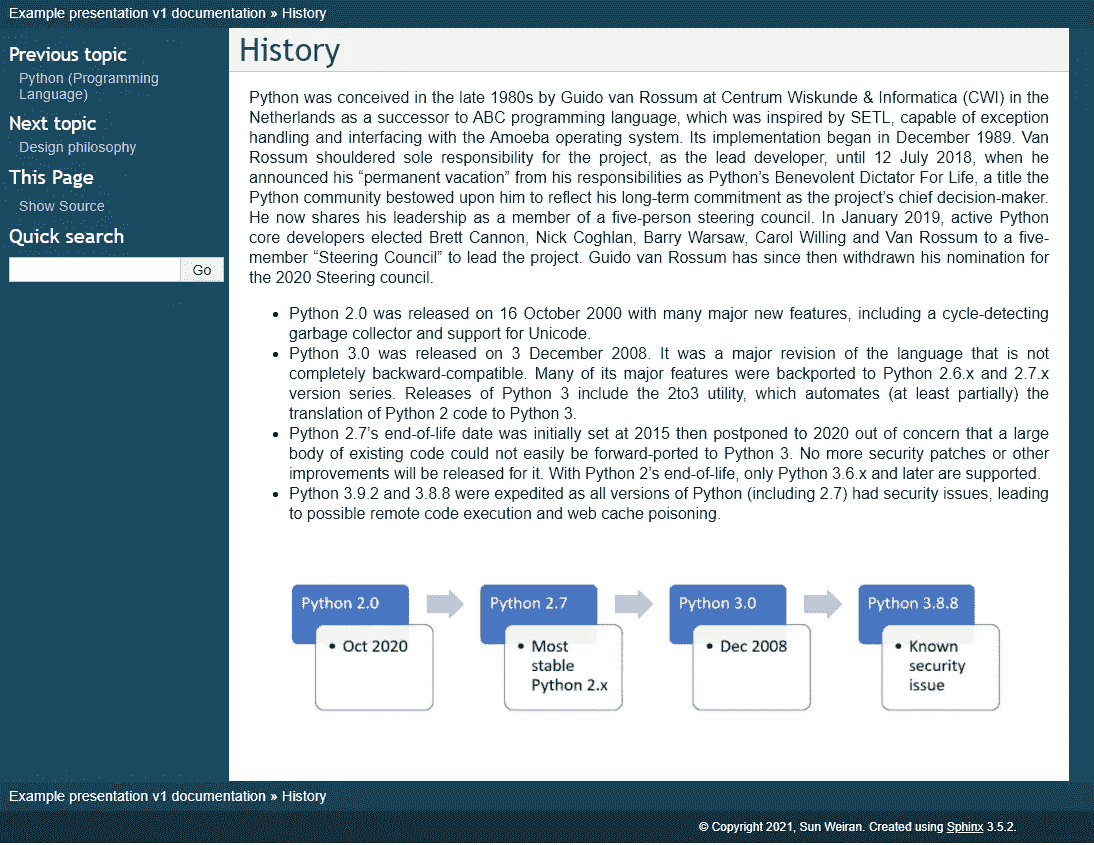 Example presentation v1 documentation » History
Previous topic
Python (Programming
Language)
Next topic
Design philosophy
This Page
Show Source
Quick search
Go
History
Python was conceived in the late 1980s by Guido van Rossum at Centrum Wiskunde & Informatica (CWI) in the
Netherlands as a successor to ABC programming language, which was inspired by SETL, capable of exception
handling and interfacing with the Amoeba operating system. Its implementation began in December 1989. Van
Rossum shouldered sole responsibility for the project, as the lead developer, until 12 July 2018, when he
announced his “permanent vacation” from his responsibilities as Python’s Benevolent Dictator For Life, a title the
Python community bestowed upon him to reflect his long-term commitment as the project’s chief decision-maker.
He now shares his leadership as a member of a five-person steering council. In January 2019, active Python
core developers elected Brett Cannon, Nick Coghlan, Barry Warsaw, Carol Willing and Van Rossum to a five-
member “Steering Council” to lead the project. Guido van Rossum has since then withdrawn his nomination for
the 2020 Steering council.
• Python 2.0 was released on 16 October 2000 with many major new features, including a cycle-detecting
garbage collector and support for Unicode.
• Python 3.0 was released on 3 December 2008. It was a major revision of the language that is not
completely backward-compatible. Many of its major features were backported to Python 2.6.x and 2.7.x
version series. Releases of Python 3 include the 2to3 utility, which automates (at least partially) the
translation of Python 2 code to Python 3.
• Python 2.7’s end-of-life date was initially set at 2015 then postponed to 2020 out of concern that a large
body of existing code could not easily be forward-ported to Python 3. No more security patches or other
improvements will be released for it. With Python 2’s end-of-life, only Python 3.6.x and later are supported.
• Python 3.9.2 and 3.8.8 were expedited as all versions of Python (including 2.7) had security issues, leading
to possible remote code execution and web cache poisoning.
Python 2.0
• Oct 2020
Python 2.7
• Most
stable
Python 2.x
Python 3.0
• Dec 2008
Python 3.8.8
• Known
security
issue
Example presentation v1 documentation » History
© Copyright 2021, Sun Weiran. Created using Sphinx 3.5.2.